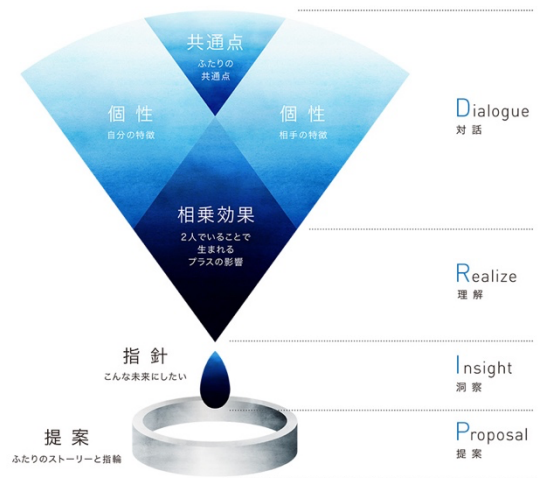 共通点
ふたりの
共通点
個性
自分の特徴
個性
相手の特徴
Dialogue
対話
相乗効果
2人でいることで
生まれる
プラスの影響
Realize
理解
指針
こんな未来にしたい
Insight
洞察
提案
ふたりのストーリーと指輪
Proposal
提案